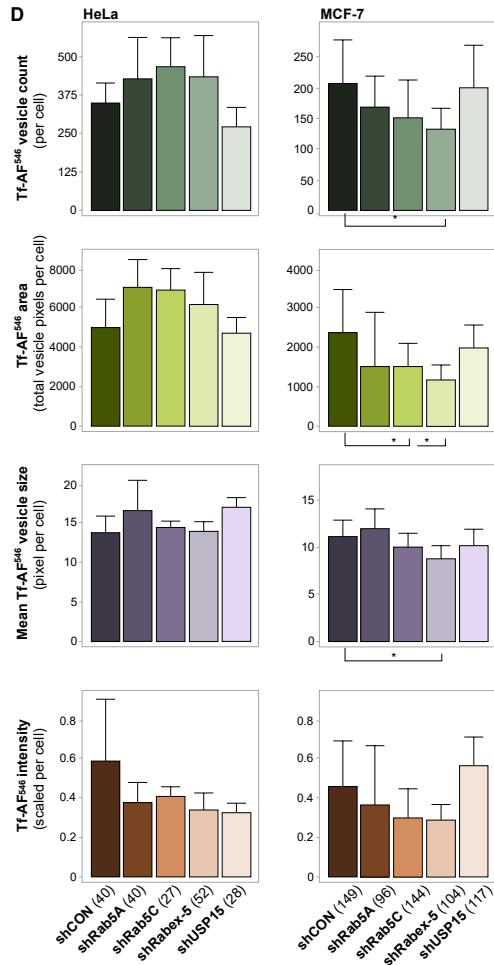 D
HeLa
MCF-7
Tf-AF546 vesicle count
(per cell)
500
375
250
125
0
250
200
150
100
50
0
*
Tf-AF546 area
(total vesicle pixels per cell)
8000
6000
4000
2000
0
4000
3000
2000
1000
0
* *
Mean Tf-AF546 vesicle size
(pixel per cell)
20
15
10
15
5
0
15
10
5
0
*
Tf-AF546 intensity
(scaled per cell)
0.8
0.6
0.4
0.2
0
0.8
0.6
0.4
0.2
0
shCON (40)
shRab5A (40)
shRab5C (27)
shRabex-5 (52)
shUSP15 (28)
shCON (149)
shRab5A (96)
shRab5C (144)
shRabex-5 (104)
shUSP15 (117)